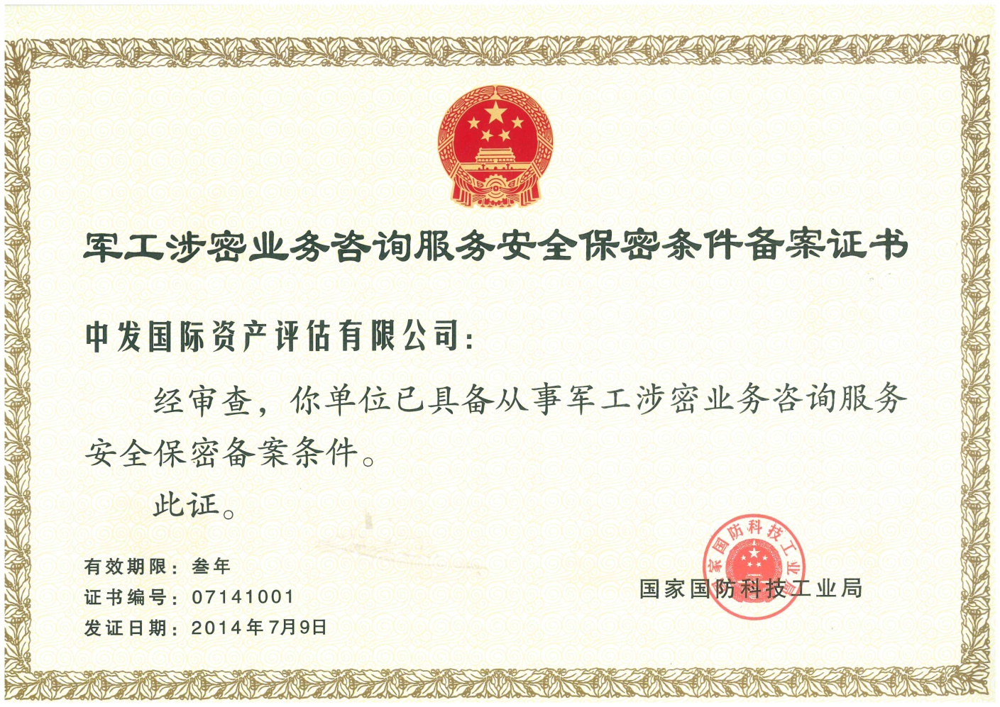 军工涉密业务咨询服务安全保密条件备案证书
中发国际资产评估有限公司：
经审查，你单位已具备从事军工涉密业务咨询服务
安全保密备案条件。
此证。
有效期限：叁年
证书编号：07141001
发证日期：2014年7月9日
国家国防科技工业局
国家国防科技工业局